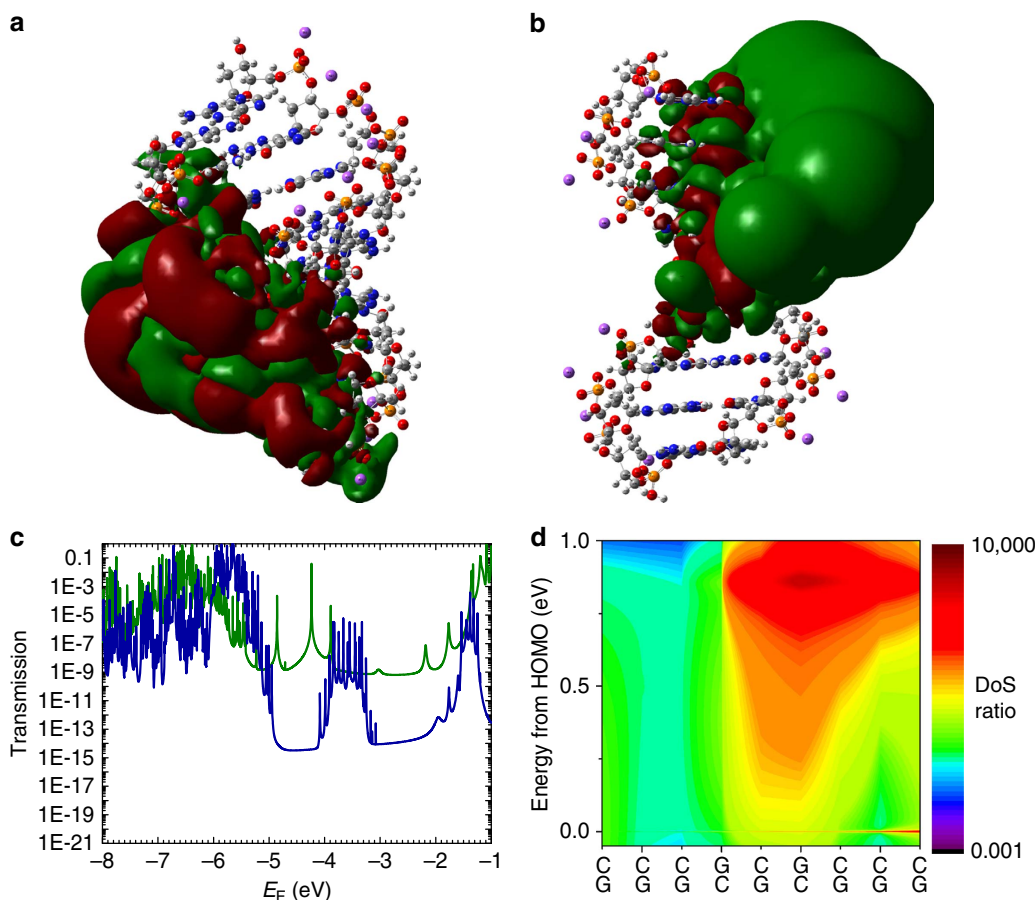 a
b
c
0.1
1E-3
1E-5
1E-7
1E-9
1E-11
1E-13
1E-15
1E-17
1E-19
1E-21
Transmission
−8 −7 −6 −5 −4 −3 −2 −1
E_F (eV)
d
1.0
0.5
0.0
Energy from HOMO (eV)
C C C G C G C C C
G G G C G C G G G
10,000
DoS
ratio
0.001